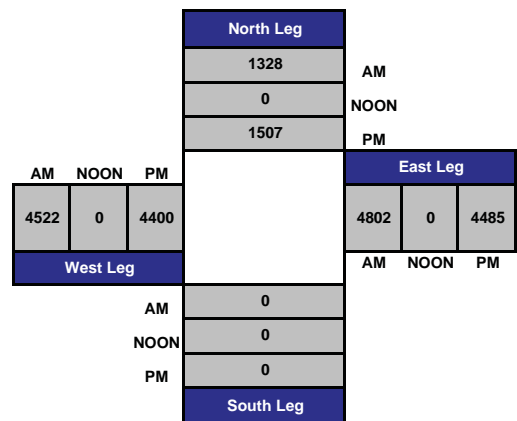 North Leg
1328 AM
0 NOON
1507 PM
AM NOON PM
East Leg
4522 0 4400
4802 0 4485
West Leg
AM NOON PM
AM 0
NOON 0
PM 0
South Leg